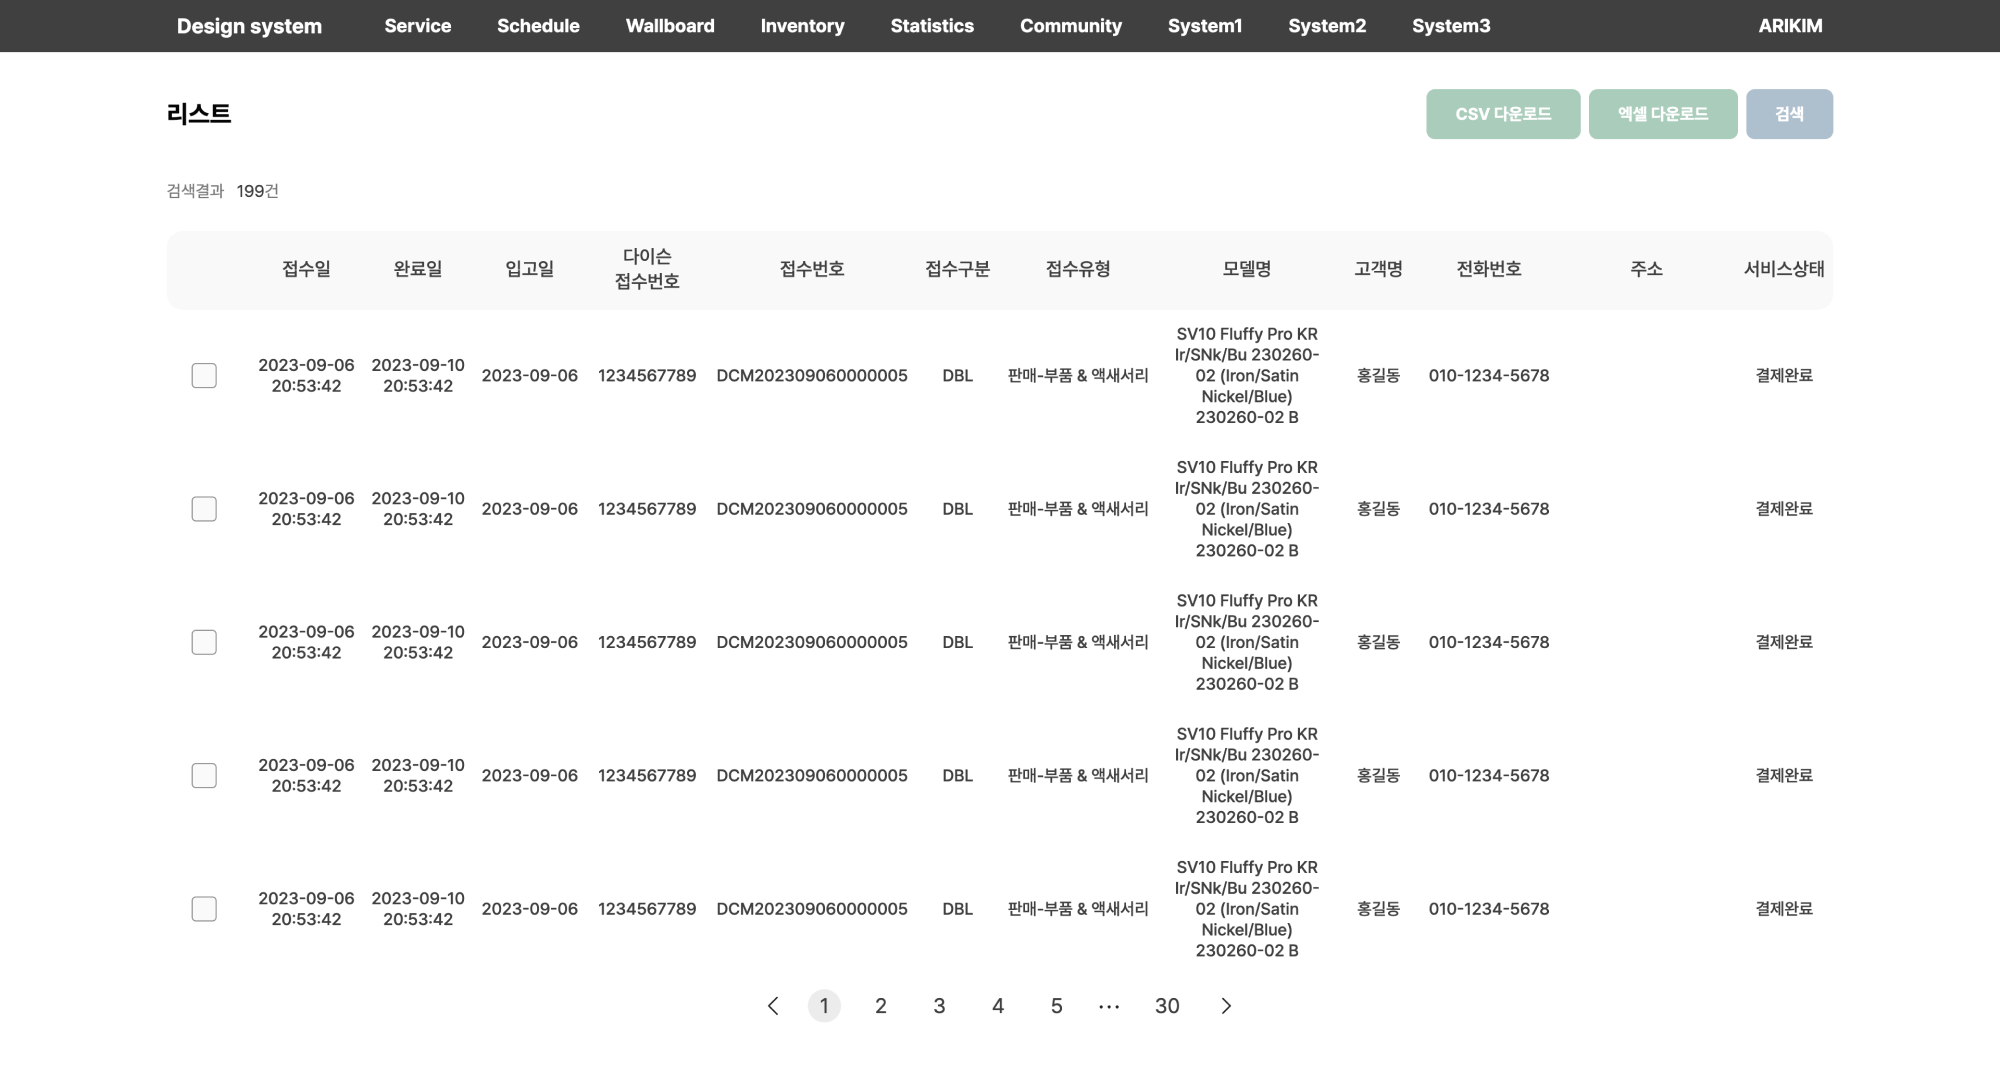 Design system Service Schedule Wallboard Inventory Statistics Community System1 System2 System3 ARIKIM
리스트 CSV 다운로드 엑셀 다운로드 검색
검색결과 199건
접수일 완료일 입고일 다이슨 접수번호 접수번호 접수구분 접수유형 모델명 고객명 전화번호 주소 서비스상태
2023-09-06 20:53:42 2023-09-10 20:53:42 2023-09-06 1234567789 DCM202309060000005 DBL 판매-부품 & 액새서리 SV10 Fluffy Pro KR Ir/SNk/Bu 230260-02 (Iron/Satin Nickel/Blue) 230260-02 B 홍길동 010-1234-5678 결제완료
2023-09-06 20:53:42 2023-09-10 20:53:42 2023-09-06 1234567789 DCM202309060000005 DBL 판매-부품 & 액새서리 SV10 Fluffy Pro KR Ir/SNk/Bu 230260-02 (Iron/Satin Nickel/Blue) 230260-02 B 홍길동 010-1234-5678 결제완료
2023-09-06 20:53:42 2023-09-10 20:53:42 2023-09-06 1234567789 DCM202309060000005 DBL 판매-부품 & 액새서리 SV10 Fluffy Pro KR Ir/SNk/Bu 230260-02 (Iron/Satin Nickel/Blue) 230260-02 B 홍길동 010-1234-5678 결제완료
2023-09-06 20:53:42 2023-09-10 20:53:42 2023-09-06 1234567789 DCM202309060000005 DBL 판매-부품 & 액새서리 SV10 Fluffy Pro KR Ir/SNk/Bu 230260-02 (Iron/Satin Nickel/Blue) 230260-02 B 홍길동 010-1234-5678 결제완료
2023-09-06 20:53:42 2023-09-10 20:53:42 2023-09-06 1234567789 DCM202309060000005 DBL 판매-부품 & 액새서리 SV10 Fluffy Pro KR Ir/SNk/Bu 230260-02 (Iron/Satin Nickel/Blue) 230260-02 B 홍길동 010-1234-5678 결제완료
1 2 3 4 5 ··· 30